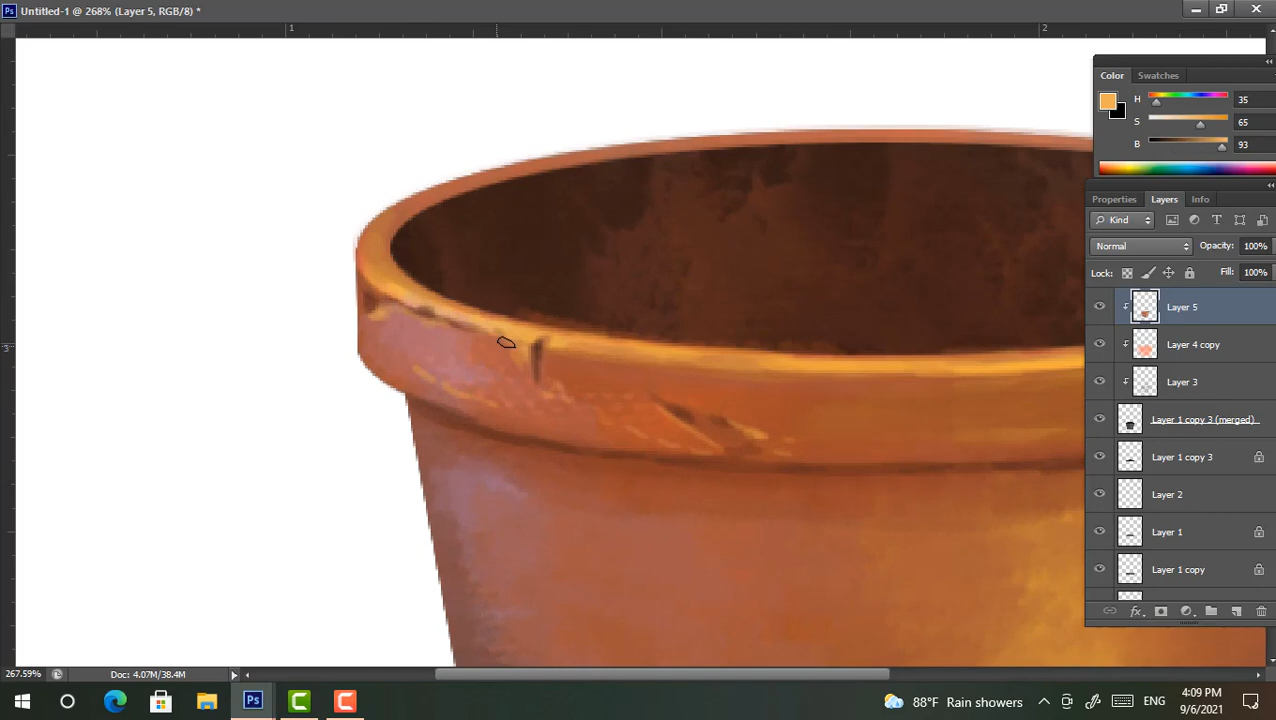 Ps Untitled-1 @ 268% (Layer 5, RGB/8) *
1 2
3
Color Swatches
H 35
S 65
B 93
Properties Layers Info
Kind
Normal Opacity: 100%
Lock: Fill: 100%
Layer 5
Layer 4 copy
Layer 3
Layer 1 copy 3 (merged)
Layer 1 copy 3
Layer 2
Layer 1
Layer 1 copy
fx
267.59% Doc: 4.07M/38.4M
Ps 88°F Rain showers ENG 4:09 PM
9/6/2021